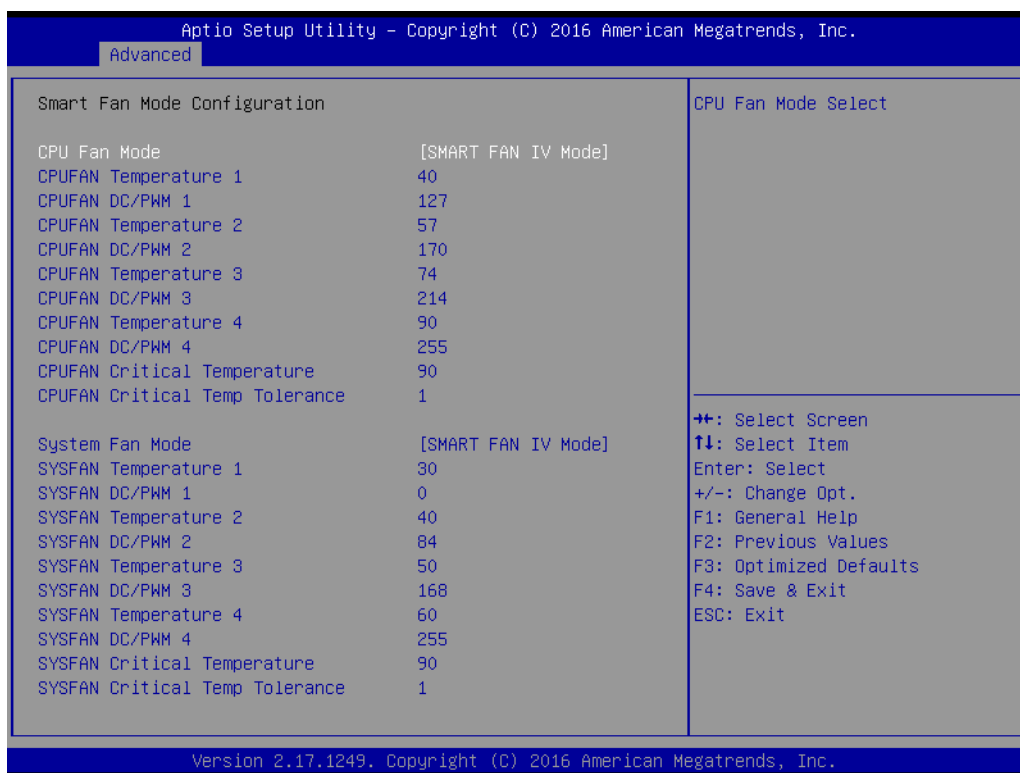 Aptio Setup Utility – Copyright (C) 2016 American Megatrends, Inc.
Advanced
Smart Fan Mode Configuration
CPU Fan Mode [SMART FAN IV Mode]
CPUFAN Temperature 1 40
CPUFAN DC/PWM 1 127
CPUFAN Temperature 2 57
CPUFAN DC/PWM 2 170
CPUFAN Temperature 3 74
CPUFAN DC/PWM 3 214
CPUFAN Temperature 4 90
CPUFAN DC/PWM 4 255
CPUFAN Critical Temperature 90
CPUFAN Critical Temp Tolerance 1
System Fan Mode [SMART FAN IV Mode]
SYSFAN Temperature 1 30
SYSFAN DC/PWM 1 0
SYSFAN Temperature 2 40
SYSFAN DC/PWM 2 84
SYSFAN Temperature 3 50
SYSFAN DC/PWM 3 168
SYSFAN Temperature 4 60
SYSFAN DC/PWM 4 255
SYSFAN Critical Temperature 90
SYSFAN Critical Temp Tolerance 1
CPU Fan Mode Select
→←: Select Screen
↑↓: Select Item
Enter: Select
+/-: Change Opt.
F1: General Help
F2: Previous Values
F3: Optimized Defaults
F4: Save & Exit
ESC: Exit
Version 2.17.1249. Copyright (C) 2016 American Megatrends, Inc.